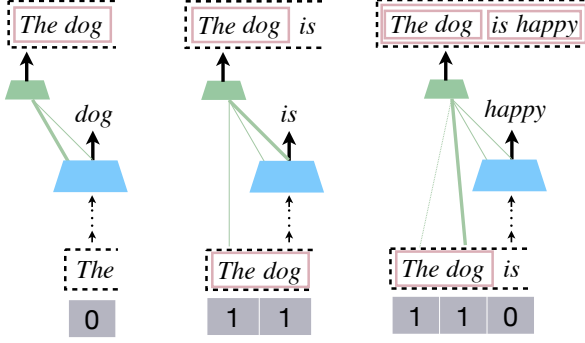 The dog
dog
The
0
The dog is
is
The dog
1 1
The dog is happy
happy
The dog is
1 1 0